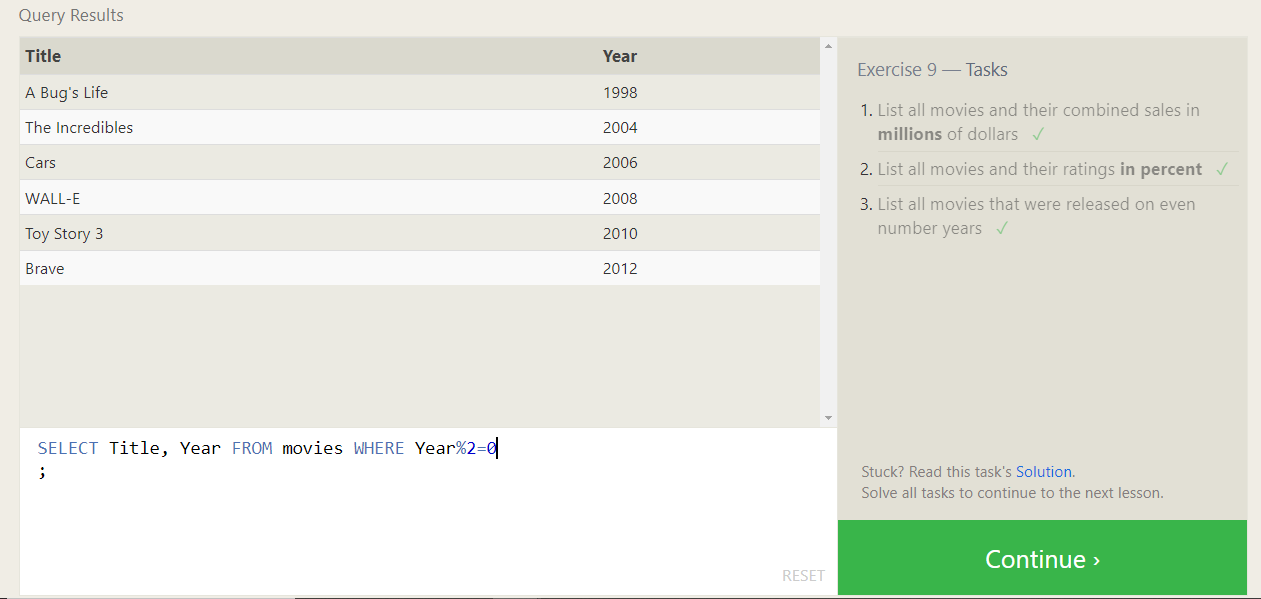 Query Results
Title Year
A Bug's Life 1998
The Incredibles 2004
Cars 2006
WALL-E 2008
Toy Story 3 2010
Brave 2012
SELECT Title, Year FROM movies WHERE Year%2=0
;
RESET
Exercise 9 — Tasks
1. List all movies and their combined sales in
millions of dollars ✓
2. List all movies and their ratings in percent ✓
3. List all movies that were released on even
number years ✓
Stuck? Read this task's Solution.
Solve all tasks to continue to the next lesson.
Continue ›